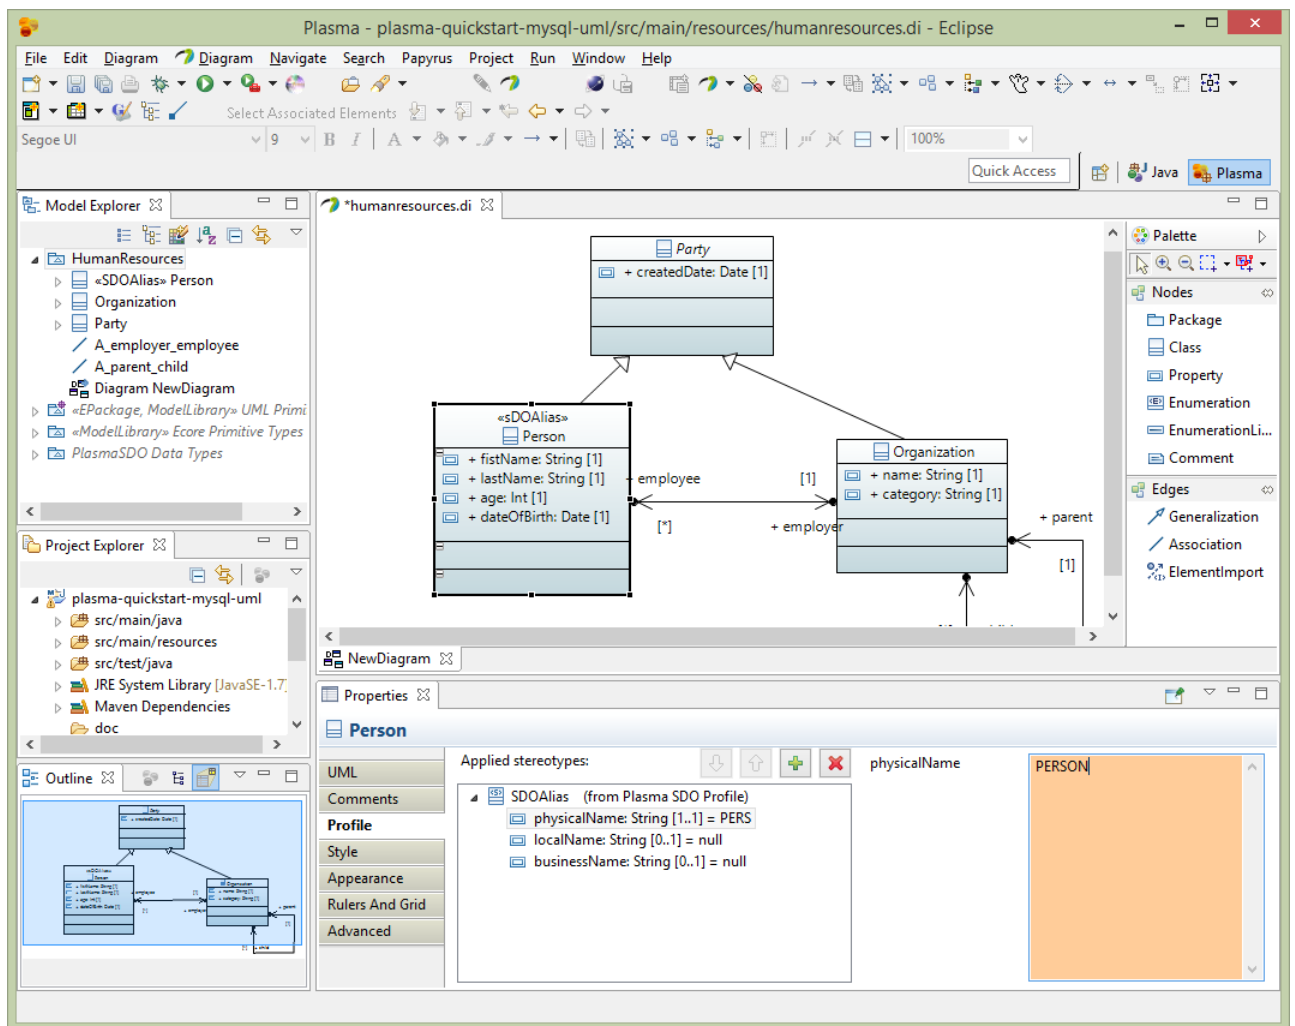 Plasma - plasma-quickstart-mysql-uml/src/main/resources/humanresources.di - Eclipse
File Edit Diagram Diagram Navigate Search Papyrus Project Run Window Help
Select Associated Elements
Segoe UI 9 B I A 100%
Quick Access Java Plasma
Model Explorer
HumanResources
«SDOAlias» Person
Organization
Party
A_employer_employee
A_parent_child
Diagram NewDiagram
«EPackage, ModelLibrary» UML Primi
«ModelLibrary» Ecore Primitive Types
PlasmaSDO Data Types
Project Explorer
plasma-quickstart-mysql-uml
src/main/java
src/main/resources
src/test/java
JRE System Library [JavaSE-1.7]
Maven Dependencies
doc
Outline
*humanresources.di
Party
+ createdDate: Date [1]
«sDOAlias»
Person
+ fistName: String [1]
+ lastName: String [1]
+ age: Int [1]
+ dateOfBirth: Date [1]
employee
[1]
[*]
+ employer
Organization
+ name: String [1]
+ category: String [1]
+ parent
[1]
NewDiagram
Palette
Nodes
Package
Class
Property
Enumeration
EnumerationLi...
Comment
Edges
Generalization
Association
ElementImport
Properties
Person
UML
Comments
Profile
Style
Appearance
Rulers And Grid
Advanced
Applied stereotypes:
SDOAlias (from Plasma SDO Profile)
physicalName: String [1..1] = PERS
localName: String [0..1] = null
businessName: String [0..1] = null
physicalName
PERSON